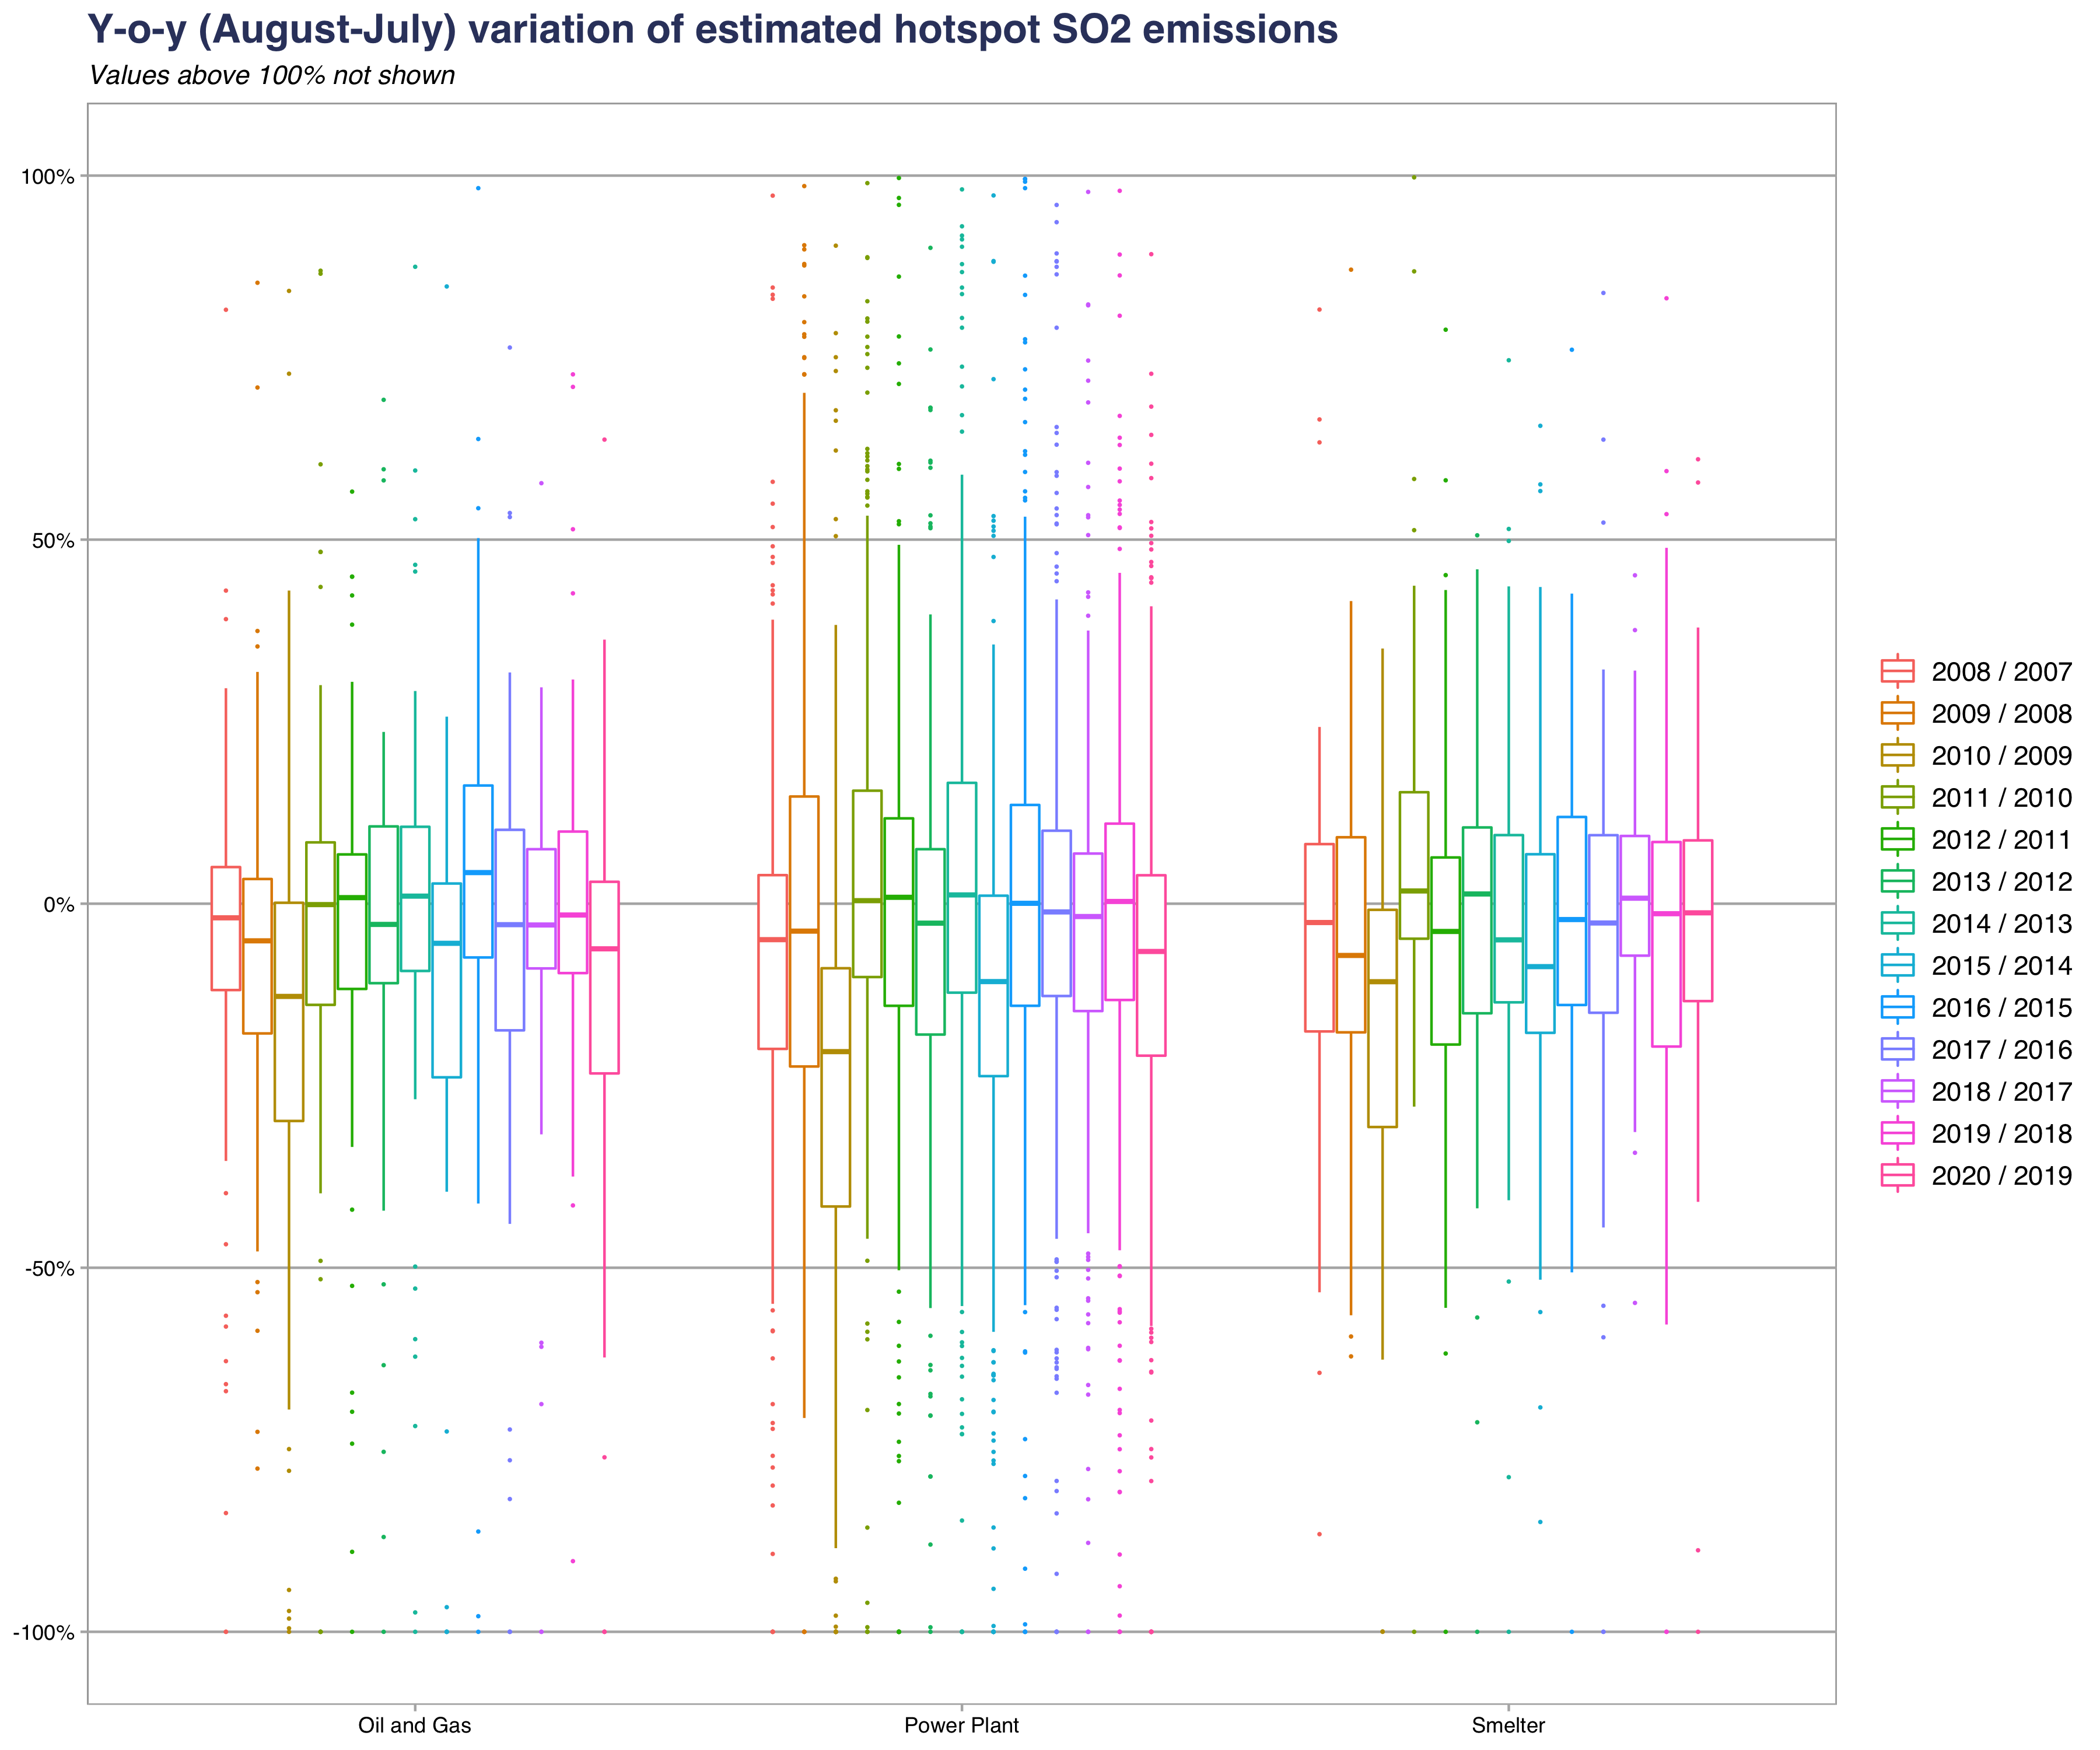 Y-o-y (August-July) variation of estimated hotspot SO2 emissions
Values above 100% not shown
100%
50%
0%
-50%
-100%
Oil and Gas
Power Plant
Smelter
2008 / 2007
2009 / 2008
2010 / 2009
2011 / 2010
2012 / 2011
2013 / 2012
2014 / 2013
2015 / 2014
2016 / 2015
2017 / 2016
2018 / 2017
2019 / 2018
2020 / 2019